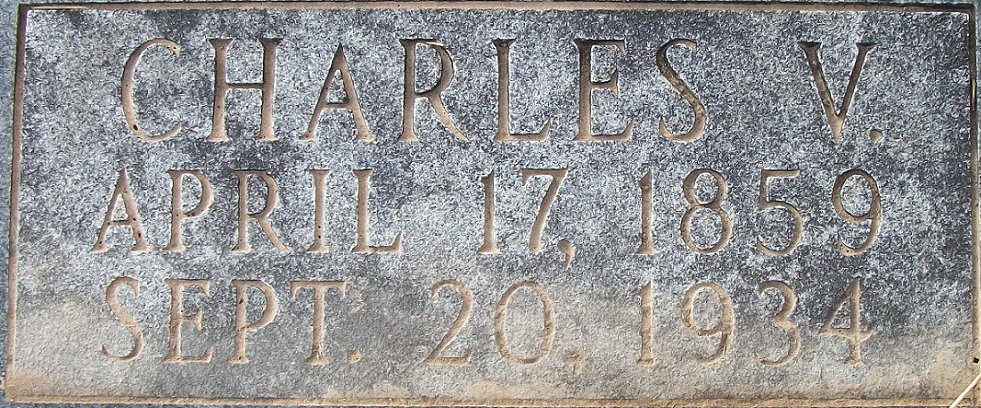 CHARLES V.
APRIL 17, 1859
SEPT. 20, 1934